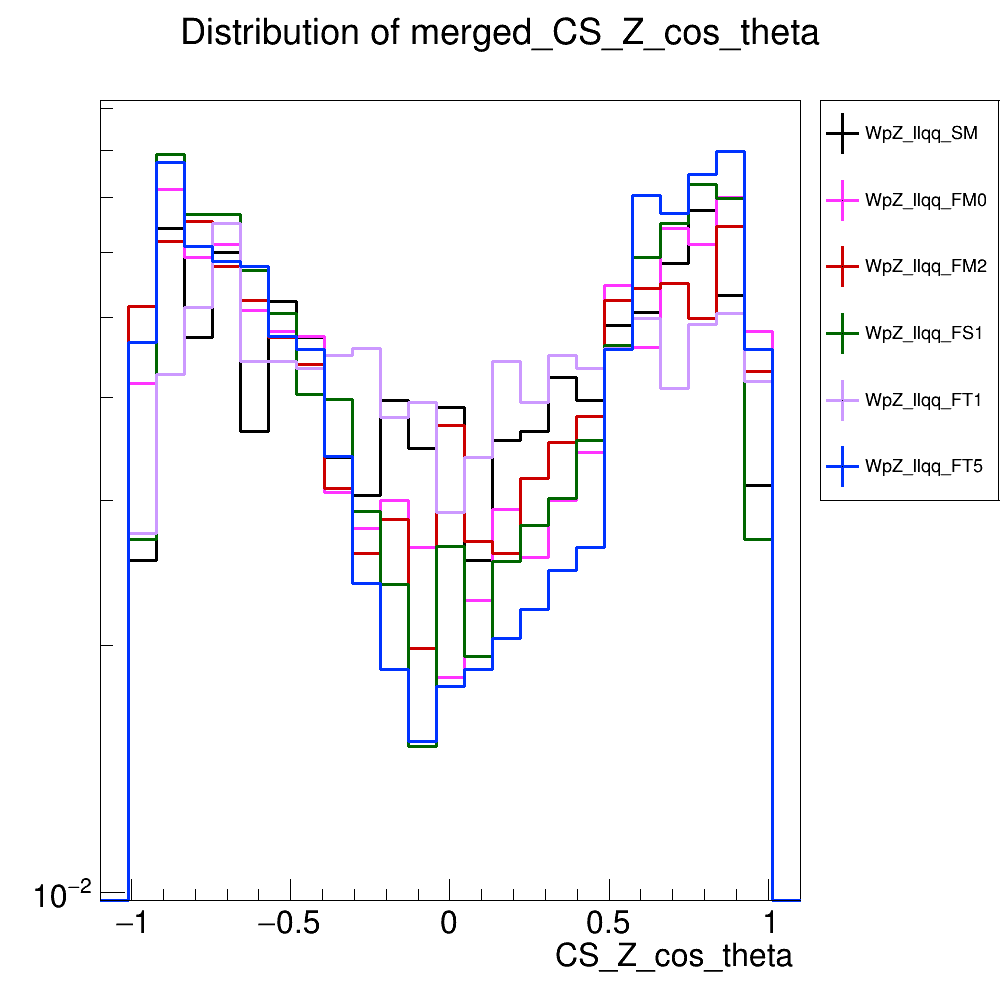 Distribution of merged_CS_Z_cos_theta
WpZ_llqq_SM
WpZ_llqq_FM0
WpZ_llqq_FM2
WpZ_llqq_FS1
WpZ_llqq_FT1
WpZ_llqq_FT5
10⁻²
−1 −0.5 0 0.5 1
CS_Z_cos_theta